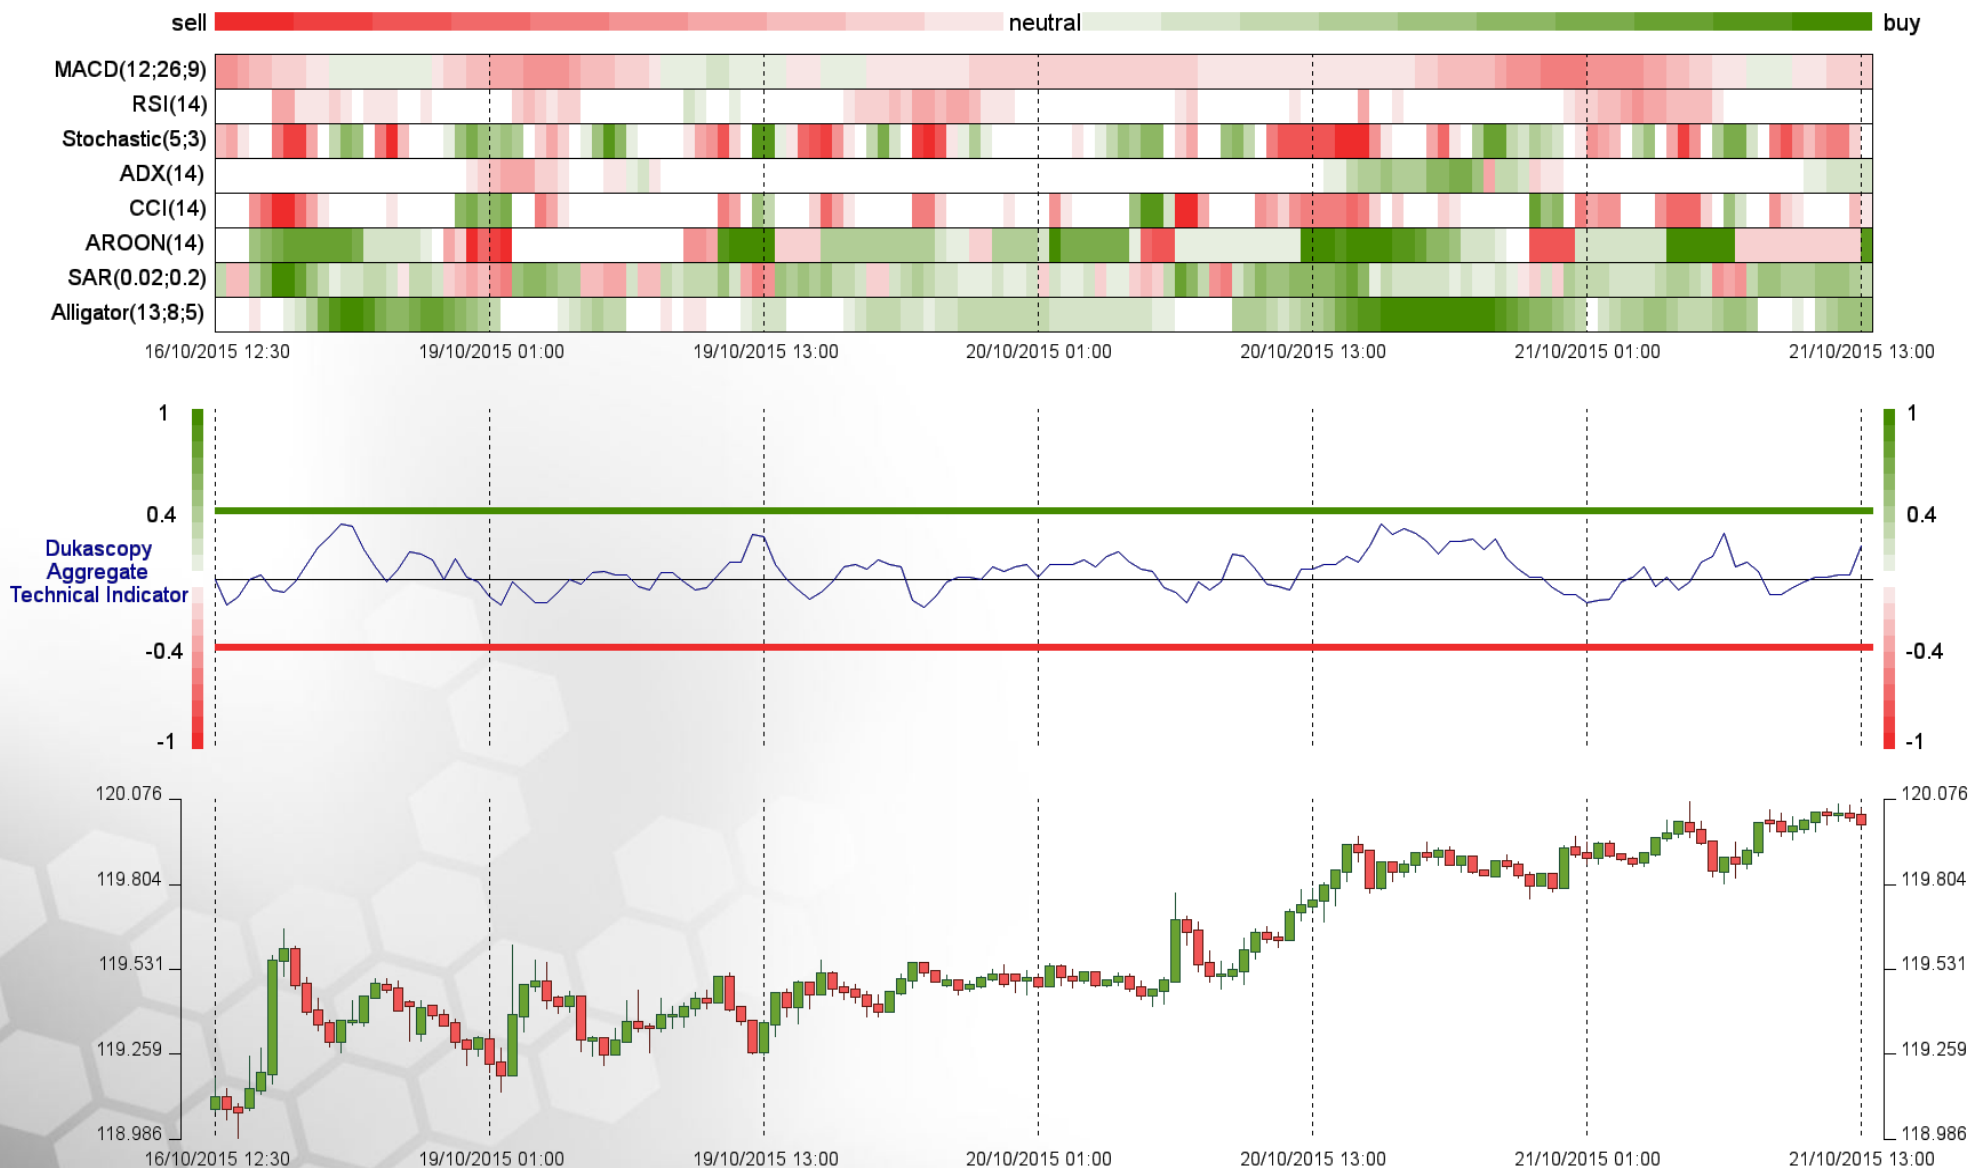 sell neutral buy
MACD(12;26;9)
RSI(14)
Stochastic(5;3)
ADX(14)
CCI(14)
AROON(14)
SAR(0.02;0.2)
Alligator(13;8;5)
16/10/2015 12:30 19/10/2015 01:00 19/10/2015 13:00 20/10/2015 01:00 20/10/2015 13:00 21/10/2015 01:00 21/10/2015 13:00
1 1
0.4 0.4
Dukascopy
Aggregate
Technical Indicator
-0.4 -0.4
-1 -1
120.076 120.076
119.804 119.804
119.531 119.531
119.259 119.259
118.986 118.986
16/10/2015 12:30 19/10/2015 01:00 19/10/2015 13:00 20/10/2015 01:00 20/10/2015 13:00 21/10/2015 01:00 21/10/2015 13:00